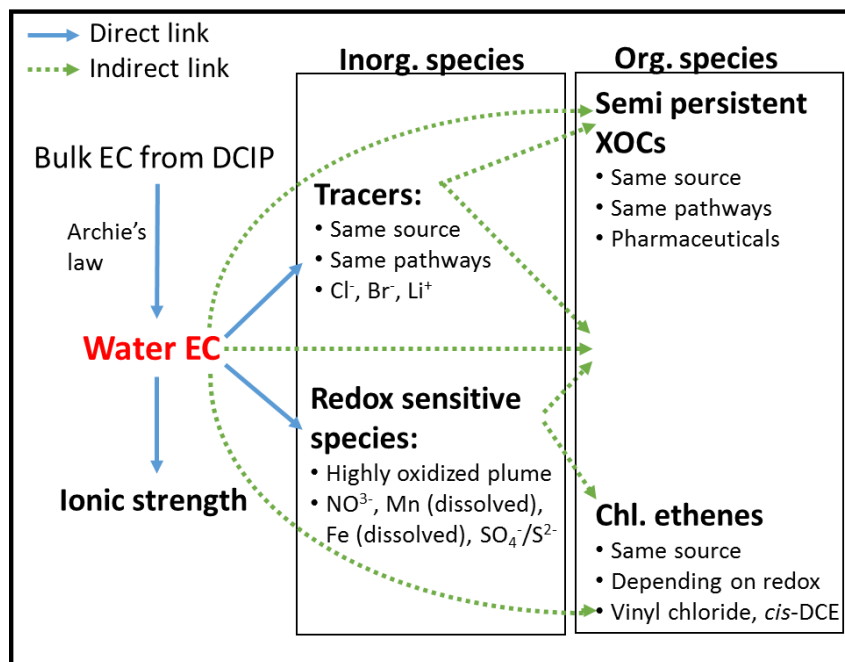 Direct link
Indirect link
Inorg. species
Org. species
Bulk EC from DCIP
Archie's
law
Water EC
Ionic strength
Tracers:
• Same source
• Same pathways
• Cl⁻, Br⁻, Li⁺
Redox sensitive
species:
• Highly oxidized plume
• NO³⁻, Mn (dissolved),
Fe (dissolved), SO₄⁻/S²⁻
Semi persistent
XOCs
• Same source
• Same pathways
• Pharmaceuticals
Chl. ethenes
• Same source
• Depending on redox
• Vinyl chloride, cis-DCE